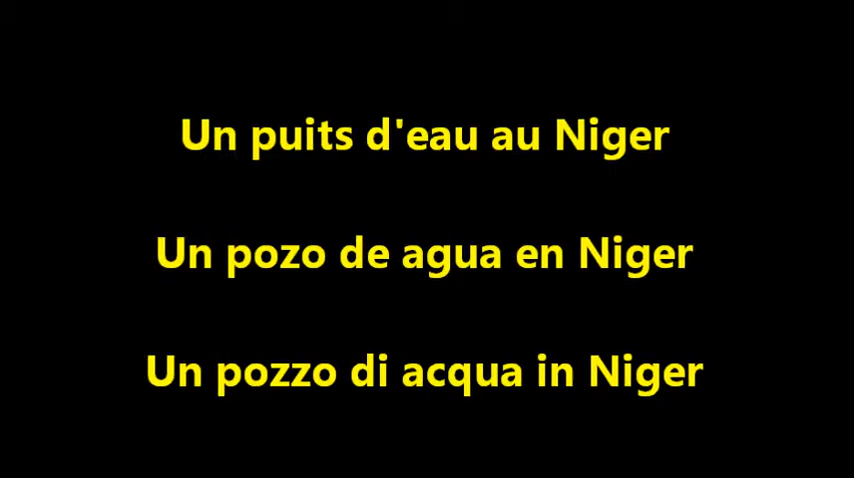 Un puits d'eau au Niger
Un pozo de agua en Niger
Un pozzo di acqua in Niger